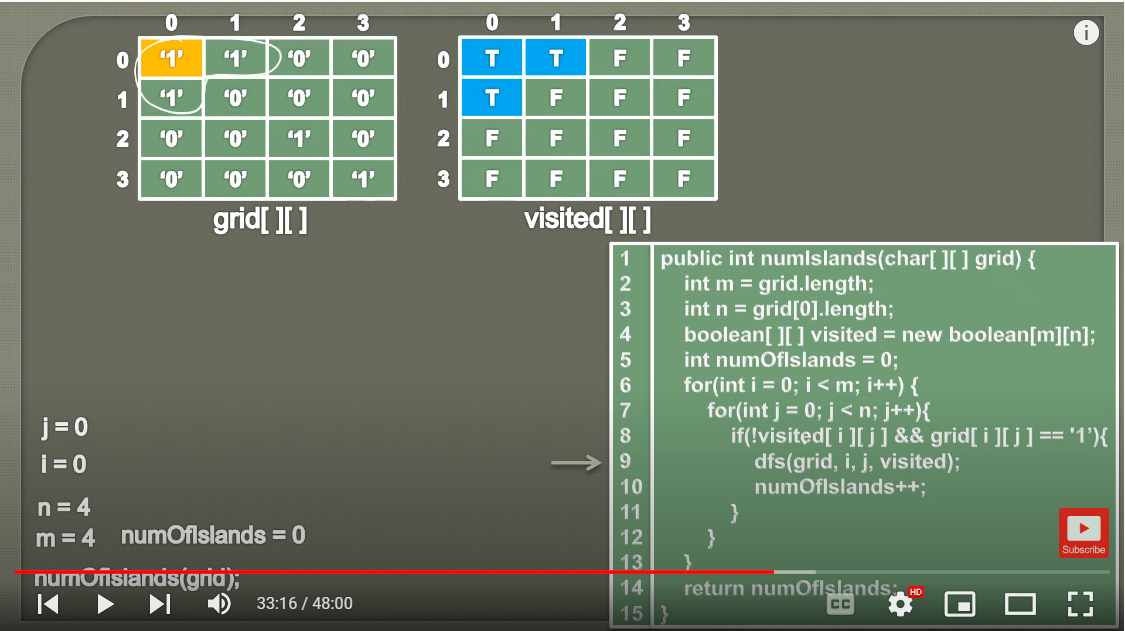 0 1 2 3
0 ‘1’ ‘1’ ‘0’ ‘0’
1 ‘1’ ‘0’ ‘0’ ‘0’
2 ‘0’ ‘0’ ‘1’ ‘0’
3 ‘0’ ‘0’ ‘0’ ‘1’
grid[ ][ ]
0 1 2 3
0 T T F F
1 T F F F
2 F F F F
3 F F F F
visited[ ][ ]
i
1 public int numIslands(char[ ][ ] grid) {
2 int m = grid.length;
3 int n = grid[0].length;
4 boolean[ ][ ] visited = new boolean[m][n];
5 int numOfIslands = 0;
6 for(int i = 0; i < m; i++) {
7 for(int j = 0; j < n; j++){
8 if(!visited[ i ][ j ] && grid[ i ][ j ] == '1’){
9 dfs(grid, i, j, visited);
10 numOfIslands++;
11 }
12 }
13 }
14 return numOfIslands;
15 }
j = 0
i = 0
n = 4
m = 4 numOfIslands = 0
numOfIslands(grid);
Subscribe
33:16 / 48:00
CC
HD